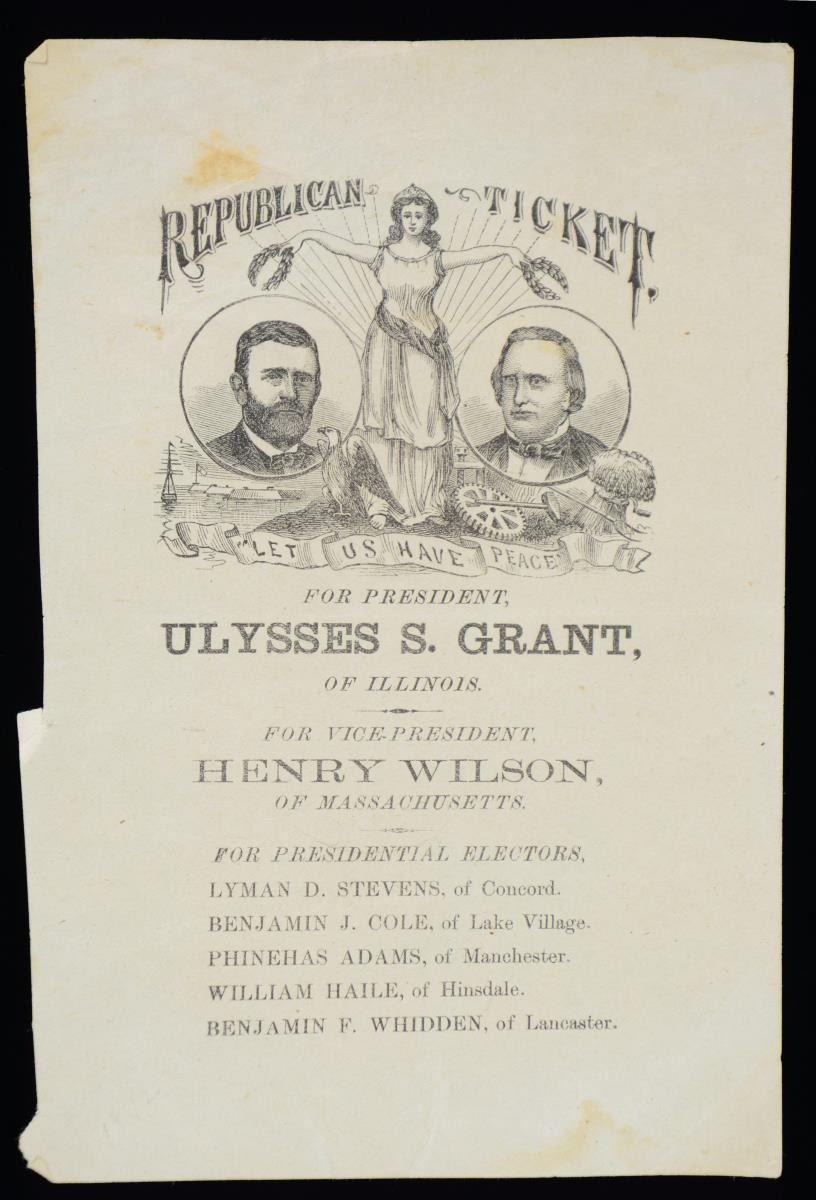 REPUBLICAN TICKET.
"LET US HAVE PEACE"
FOR PRESIDENT,
ULYSSES S. GRANT,
OF ILLINOIS.
FOR VICE-PRESIDENT,
HENRY WILSON,
OF MASSACHUSETTS.
FOR PRESIDENTIAL ELECTORS,
LYMAN D. STEVENS, of Concord.
BENJAMIN J. COLE, of Lake Village.
PHINEHAS ADAMS, of Manchester.
WILLIAM HAILE, of Hinsdale.
BENJAMIN F. WHIDDEN, of Lancaster.